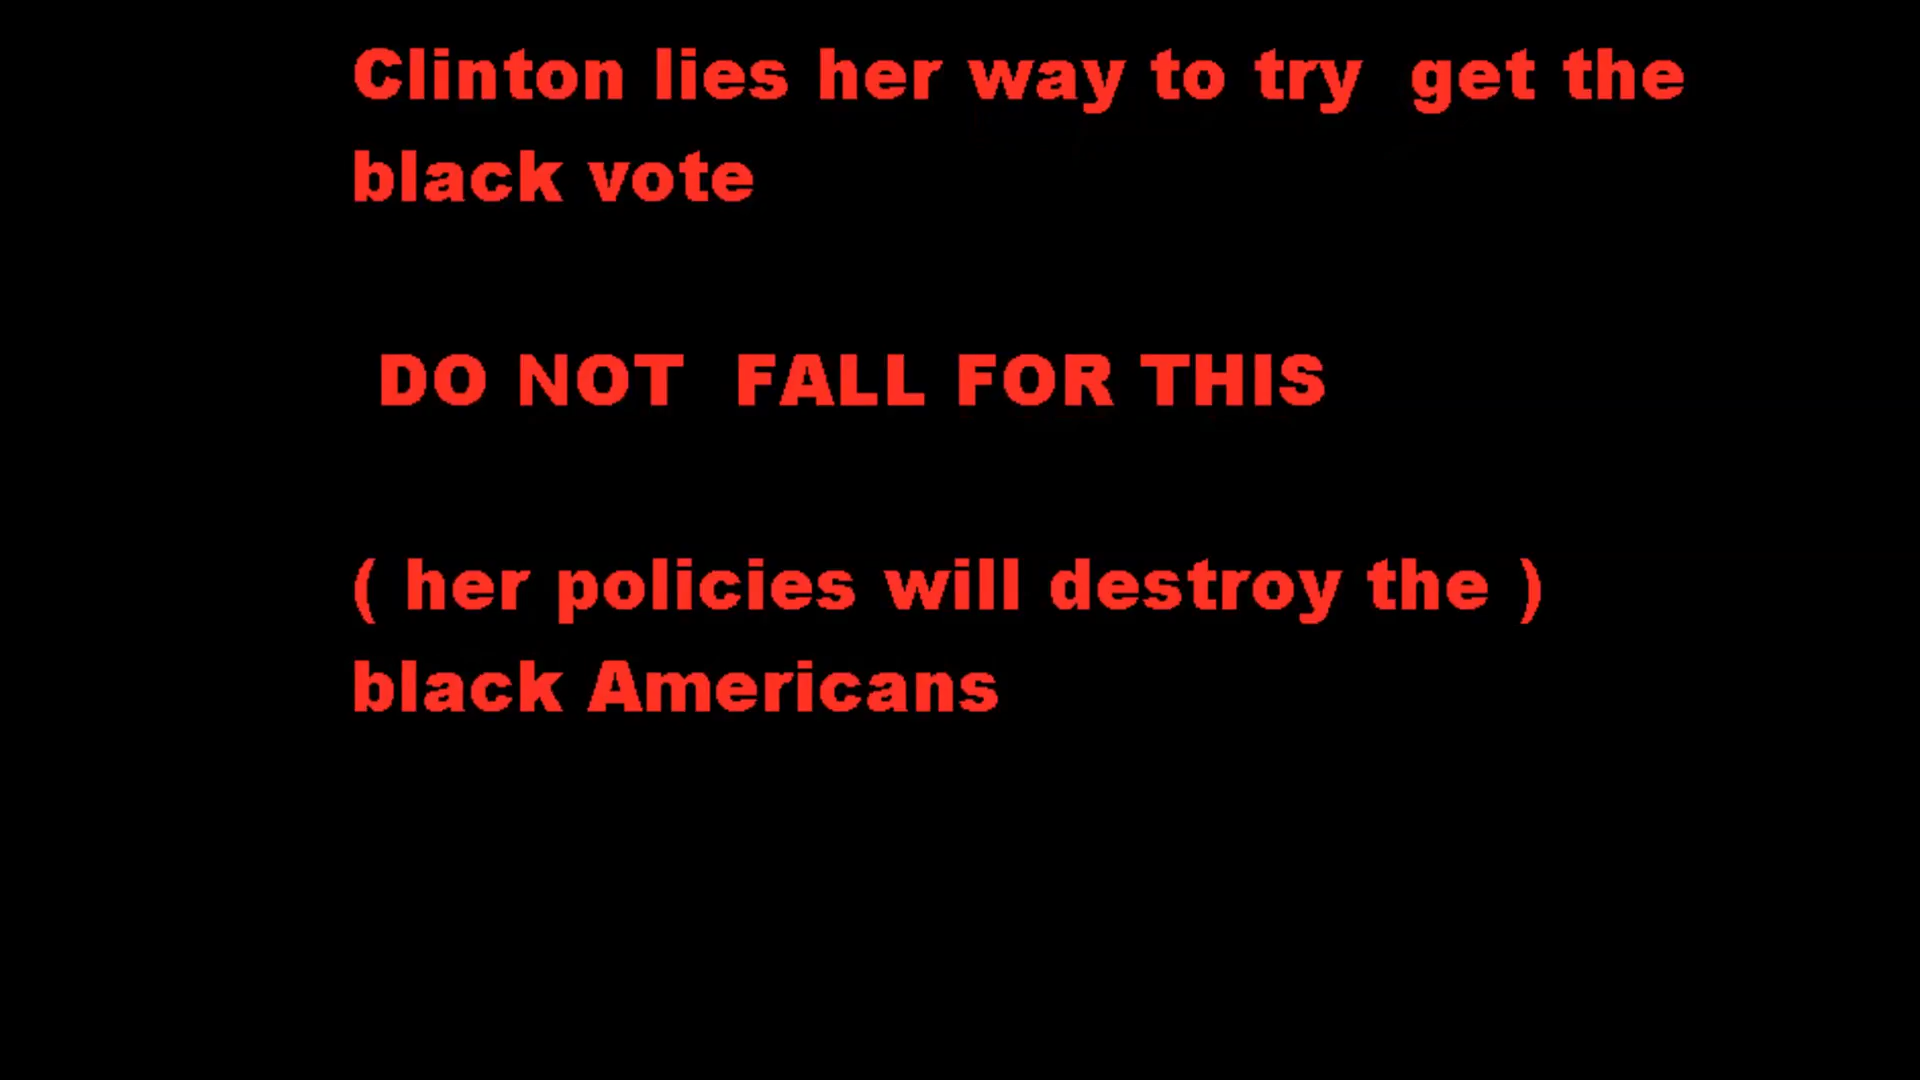 Clinton lies her way to try  get the
black vote
DO NOT  FALL FOR THIS
( her policies will destroy the )
black Americans